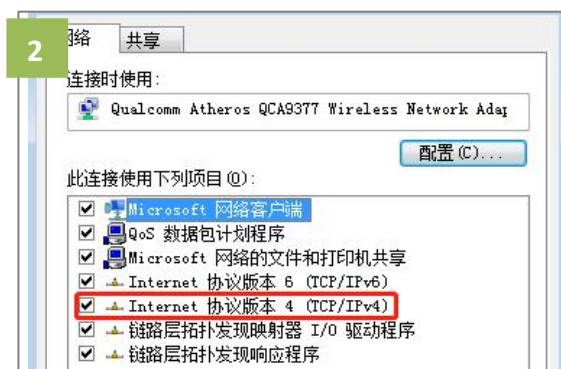 2
网络 共享
连接时使用:
Qualcomm Atheros QCA9377 Wireless Network Adap
配置(C)...
此连接使用下列项目(O):
Microsoft 网络客户端
QoS 数据包计划程序
Microsoft 网络的文件和打印机共享
Internet 协议版本 6 (TCP/IPv6)
Internet 协议版本 4 (TCP/IPv4)
链路层拓扑发现映射器 I/O 驱动程序
链路层拓扑发现响应程序